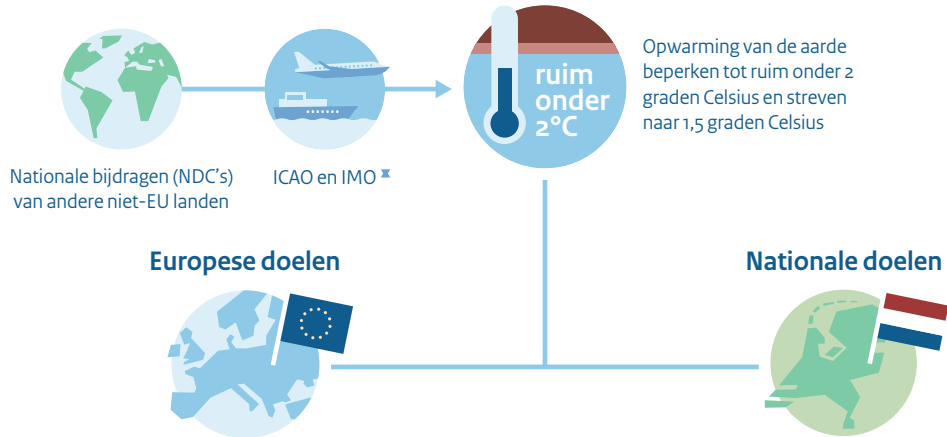 ruim
onder
2°C
Opwarming van de aarde
beperken tot ruim onder 2
graden Celsius en streven
naar 1,5 graden Celsius
Nationale bijdragen (NDC's)
van andere niet-EU landen
ICAO en IMO
Europese doelen
Nationale doelen